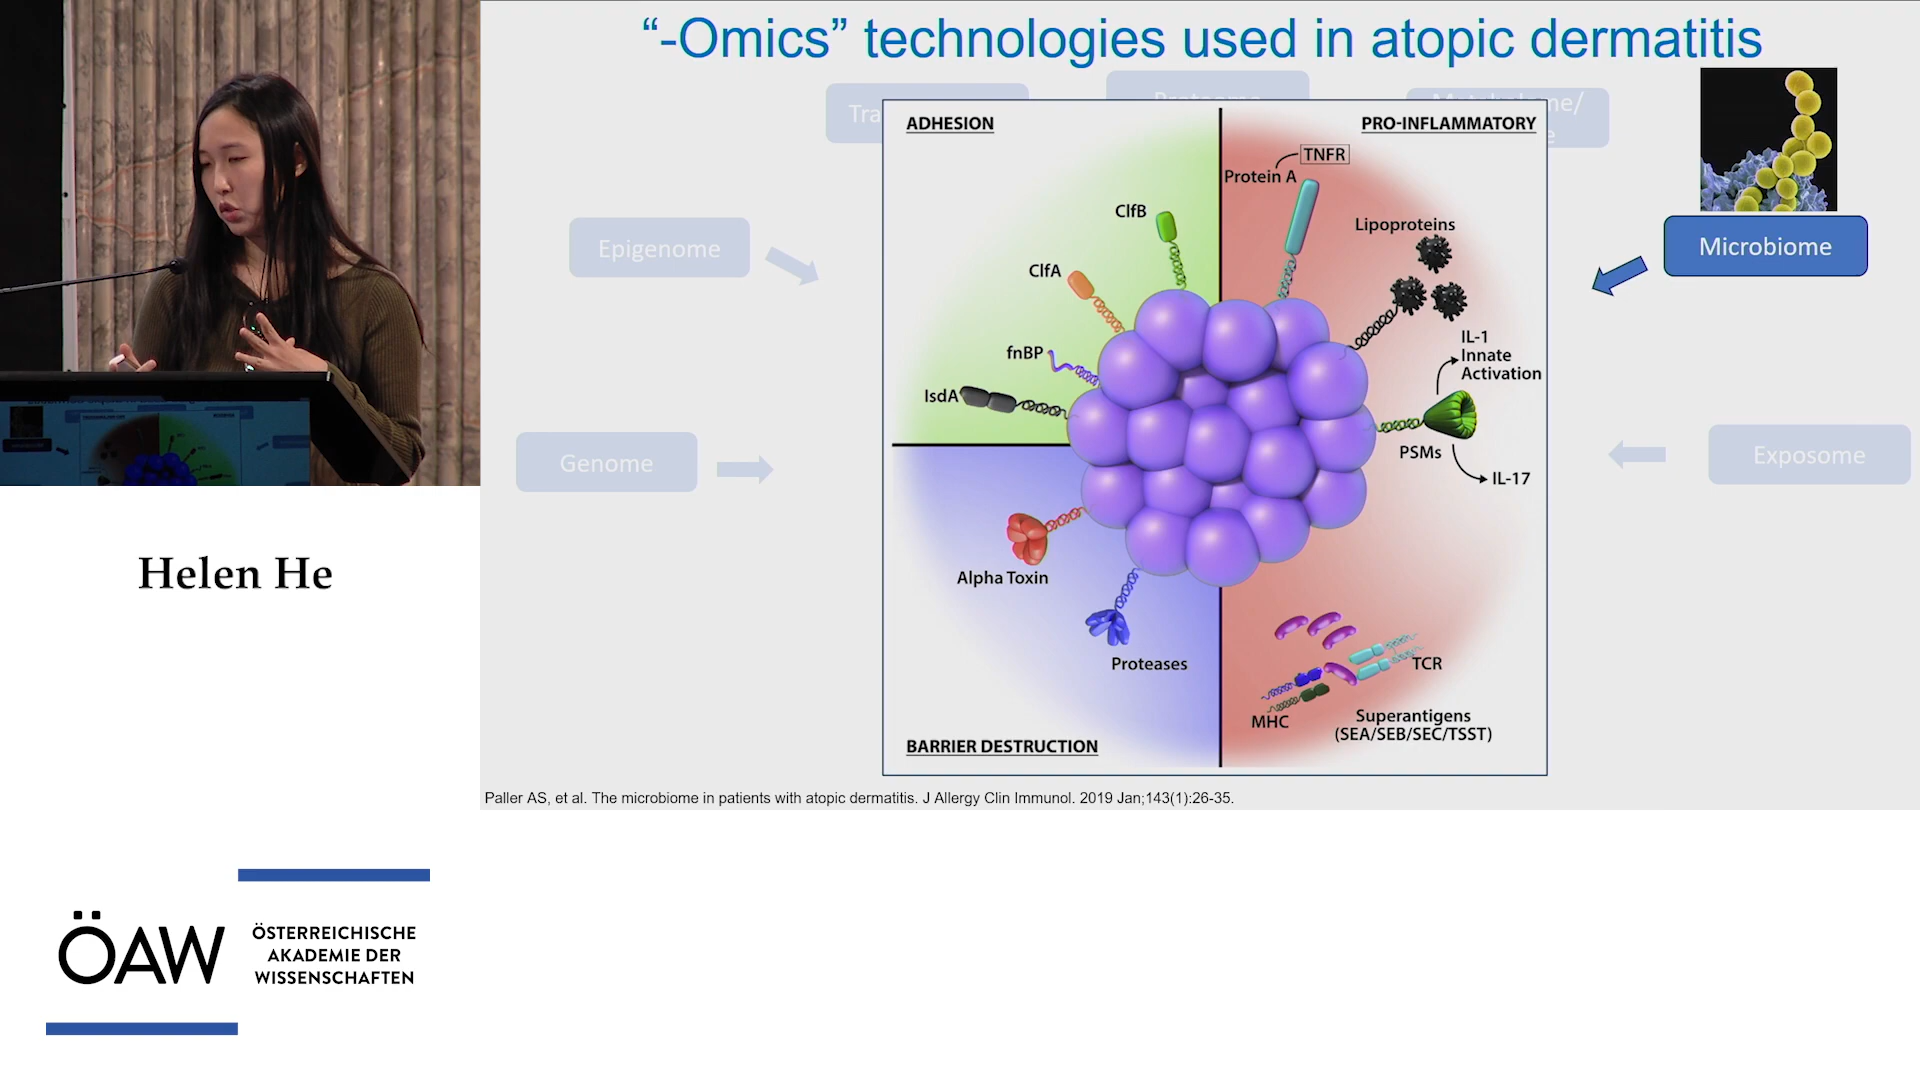 “-Omics” technologies used in atopic dermatitis
Tra
Proteome
Metabolome/
Epigenome
Genome
Microbiome
Exposome
ADHESION
PRO-INFLAMMATORY
TNFR
Protein A
ClfB
Lipoproteins
ClfA
IL-1
Innate
Activation
fnBP
IsdA
PSMs
IL-17
Alpha Toxin
Proteases
TCR
MHC
Superantigens
(SEA/SEB/SEC/TSST)
BARRIER DESTRUCTION
Paller AS, et al. The microbiome in patients with atopic dermatitis. J Allergy Clin Immunol. 2019 Jan;143(1):26-35.
Helen He
ÖAW
ÖSTERREICHISCHE
AKADEMIE DER
WISSENSCHAFTEN